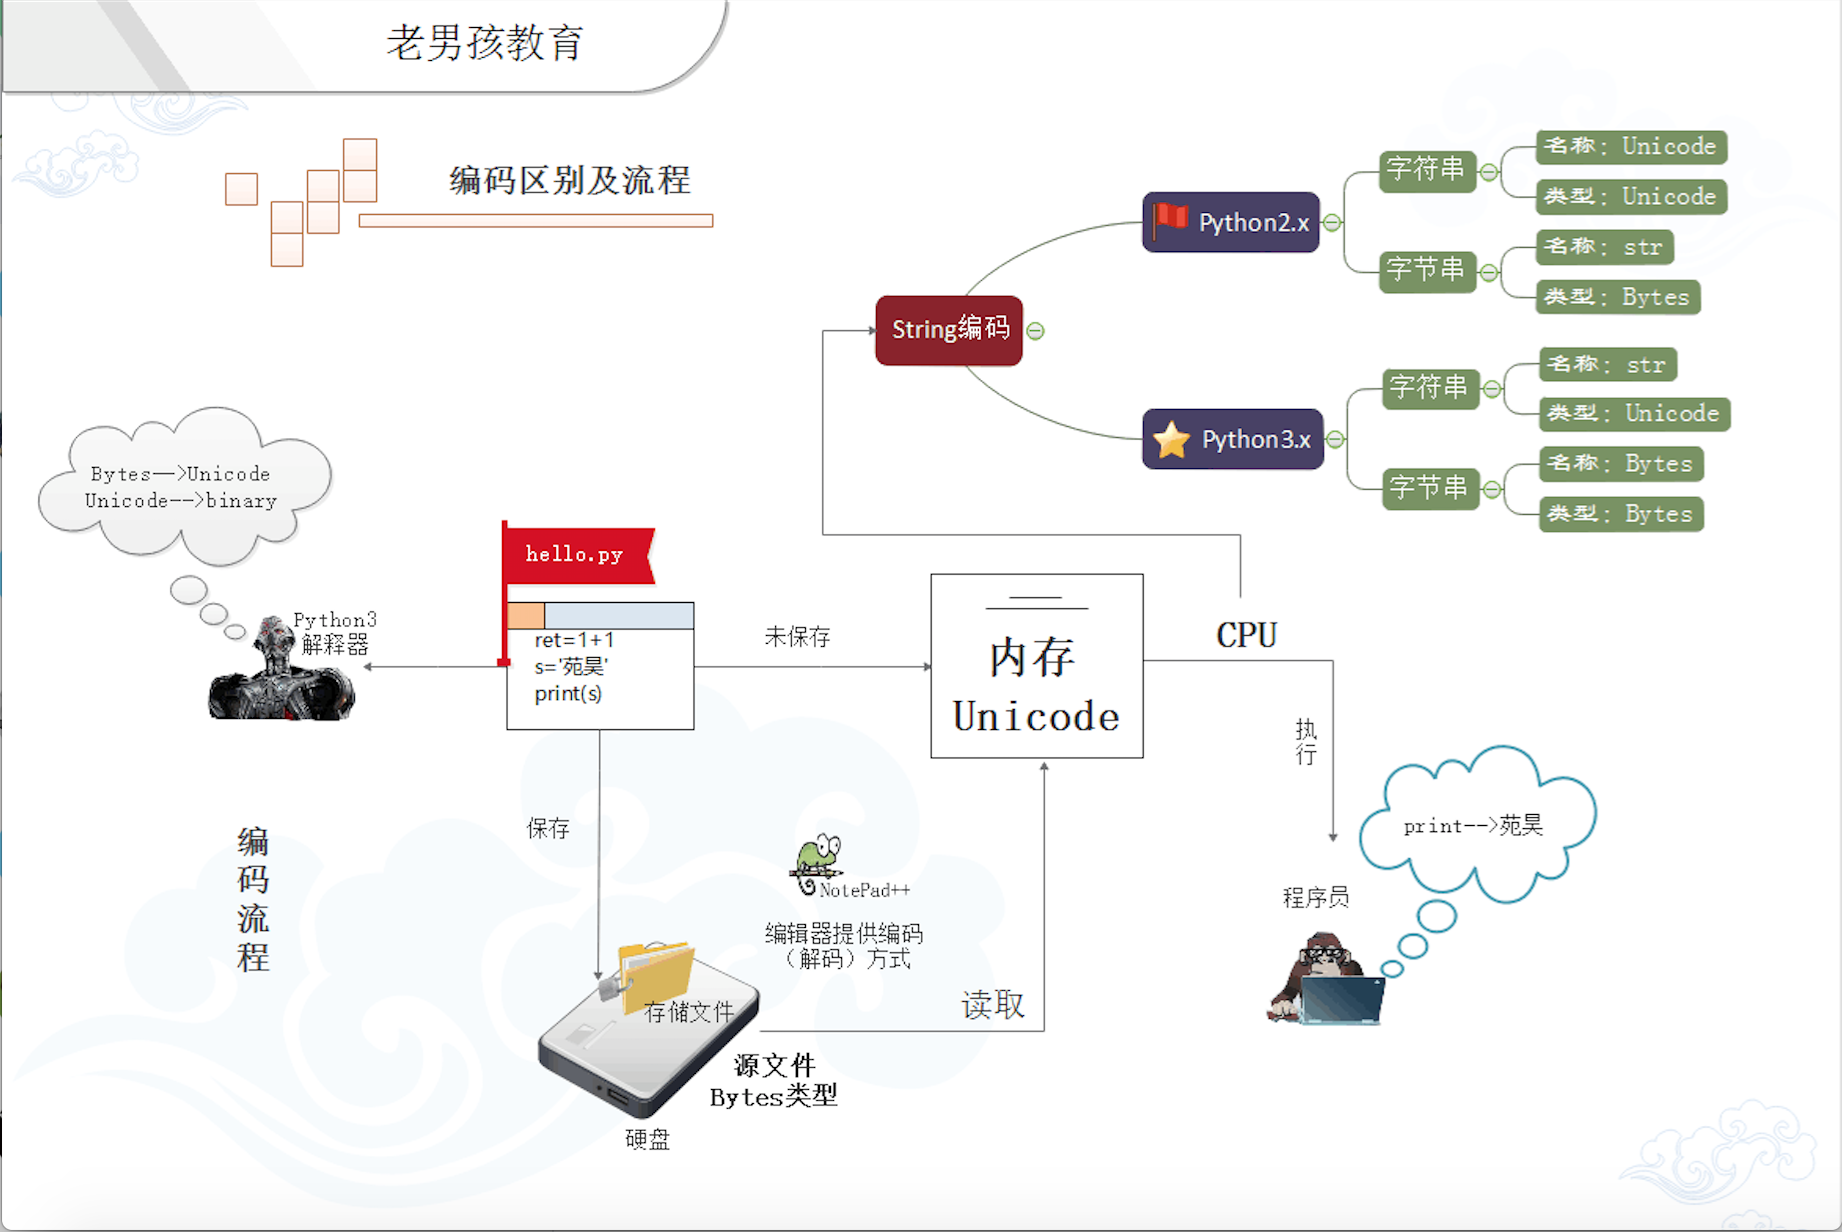 老男孩教育
编码区别及流程
String编码
Python2.x
字符串
名称: Unicode
类型: Unicode
字节串
名称: str
类型: Bytes
Python3.x
字符串
名称: str
类型: Unicode
字节串
名称: Bytes
类型: Bytes
Bytes—>Unicode
Unicode-->binary
Python3
解释器
hello.py
ret=1+1
s='苑昊'
print(s)
未保存
内存
Unicode
CPU
执
行
print-->苑昊
程序员
保存
编
码
流
程
NotePad++
编辑器提供编码
（解码）方式
存储文件
读取
源文件
Bytes类型
硬盘